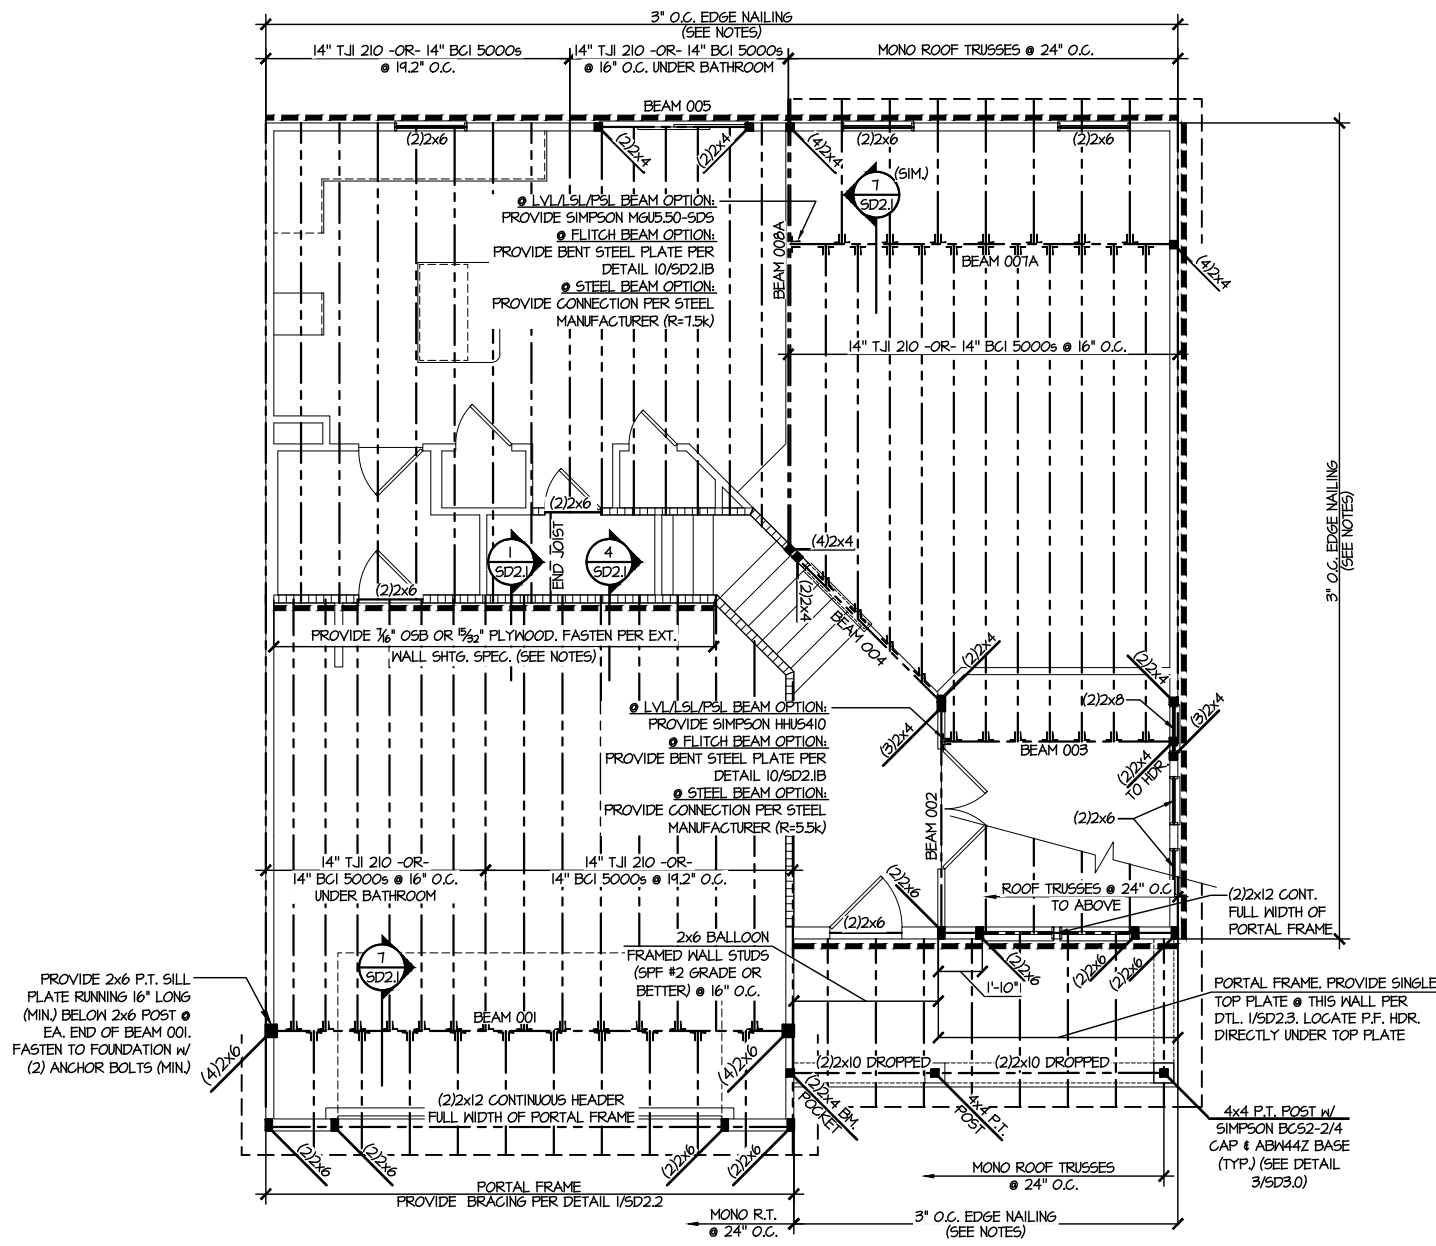 3" O.C. EDGE NAILING
(SEE NOTES)
14" TJI 210 -OR- 14" BCI 5000s
@ 19.2" O.C.
14" TJI 210 -OR- 14" BCI 5000s
@ 16" O.C. UNDER BATHROOM
MONO ROOF TRUSSES @ 24" O.C.
BEAM 005
(2)2x6
(2)2x4
(2)2x4
(4)2x4
(2)2x6
(2)2x6
7
SD2.1
(SIM.)
@ LVL/LSL/PSL BEAM OPTION:
PROVIDE SIMPSON MGU5.50-SDS
@ FLITCH BEAM OPTION:
PROVIDE BENT STEEL PLATE PER
DETAIL 10/SD2.1B
@ STEEL BEAM OPTION:
PROVIDE CONNECTION PER STEEL
MANUFACTURER (R=7.5k)
BEAM 008A
BEAM 007A
(4)2x4
14" TJI 210 -OR- 14" BCI 5000s @ 16" O.C.
3" O.C. EDGE NAILING
(SEE NOTES)
(2)2x6
1
SD2.1
END JOIST
4
SD2.1
(4)2x4
(2)2x4
BEAM 004
(2)2x6
PROVIDE 7/16" OSB OR 15/32" PLYWOOD. FASTEN PER EXT.
WALL SHTG. SPEC. (SEE NOTES)
(2)2x4
(2)2x4
(2)2x8
(3)2x4
(3)2x4
@ LVL/LSL/PSL BEAM OPTION:
PROVIDE SIMPSON HHUS410
@ FLITCH BEAM OPTION:
PROVIDE BENT STEEL PLATE PER
DETAIL 10/SD2.1B
@ STEEL BEAM OPTION:
PROVIDE CONNECTION PER STEEL
MANUFACTURER (R=5.5k)
BEAM 003
(2)2x4
TO HDR.
BEAM 002
(2)2x6
14" TJI 210 -OR-
14" BCI 5000s @ 16" O.C.
UNDER BATHROOM
14" TJI 210 -OR-
14" BCI 5000s @ 19.2" O.C.
(2)2x6
ROOF TRUSSES @ 24" O.C.
TO ABOVE
(2)2x12 CONT.
FULL WIDTH OF
PORTAL FRAME
(2)2x6
2x6 BALLOON
FRAMED WALL STUDS
(SPF #2 GRADE OR
BETTER) @ 16" O.C.
7
SD2.1
1'-10"
(2)2x6
(2)2x6
(2)2x6
PORTAL FRAME. PROVIDE SINGLE
TOP PLATE @ THIS WALL PER
DTL. 1/SD2.3. LOCATE P.F. HDR.
DIRECTLY UNDER TOP PLATE
PROVIDE 2x6 P.T. SILL
PLATE RUNNING 16" LONG
(MIN.) BELOW 2x6 POST @
EA. END OF BEAM 001.
FASTEN TO FOUNDATION W/
(2) ANCHOR BOLTS (MIN.)
BEAM 001
(4)2x6
(4)2x6
(2)2x10 DROPPED
(2)2x10 DROPPED
(2)2x4 BM.
POCKET
4x4 P.T.
POST
(2)2x12 CONTINUOUS HEADER
FULL WIDTH OF PORTAL FRAME
4x4 P.T. POST W/
SIMPSON BCS2-2/4
CAP & ABW44Z BASE
(TYP.) (SEE DETAIL
3/SD3.0)
(2)2x6
(2)2x6
(2)2x6
(2)2x6
MONO ROOF TRUSSES
@ 24" O.C.
PORTAL FRAME
PROVIDE BRACING PER DETAIL 1/SD2.2
MONO R.T.
@ 24" O.C.
3" O.C. EDGE NAILING
(SEE NOTES)